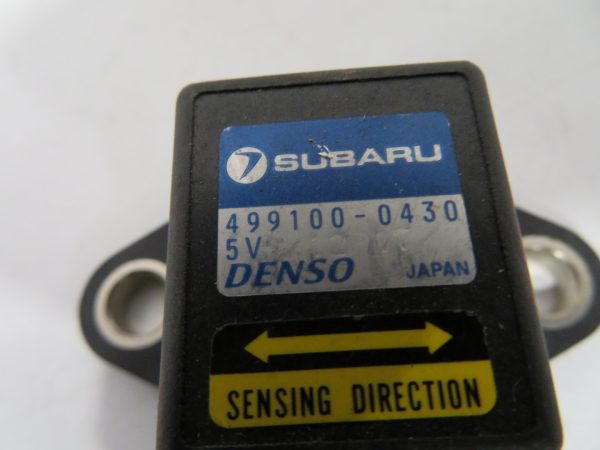 SUBARU
499100-0430
5V
DENSO JAPAN
SENSING DIRECTION